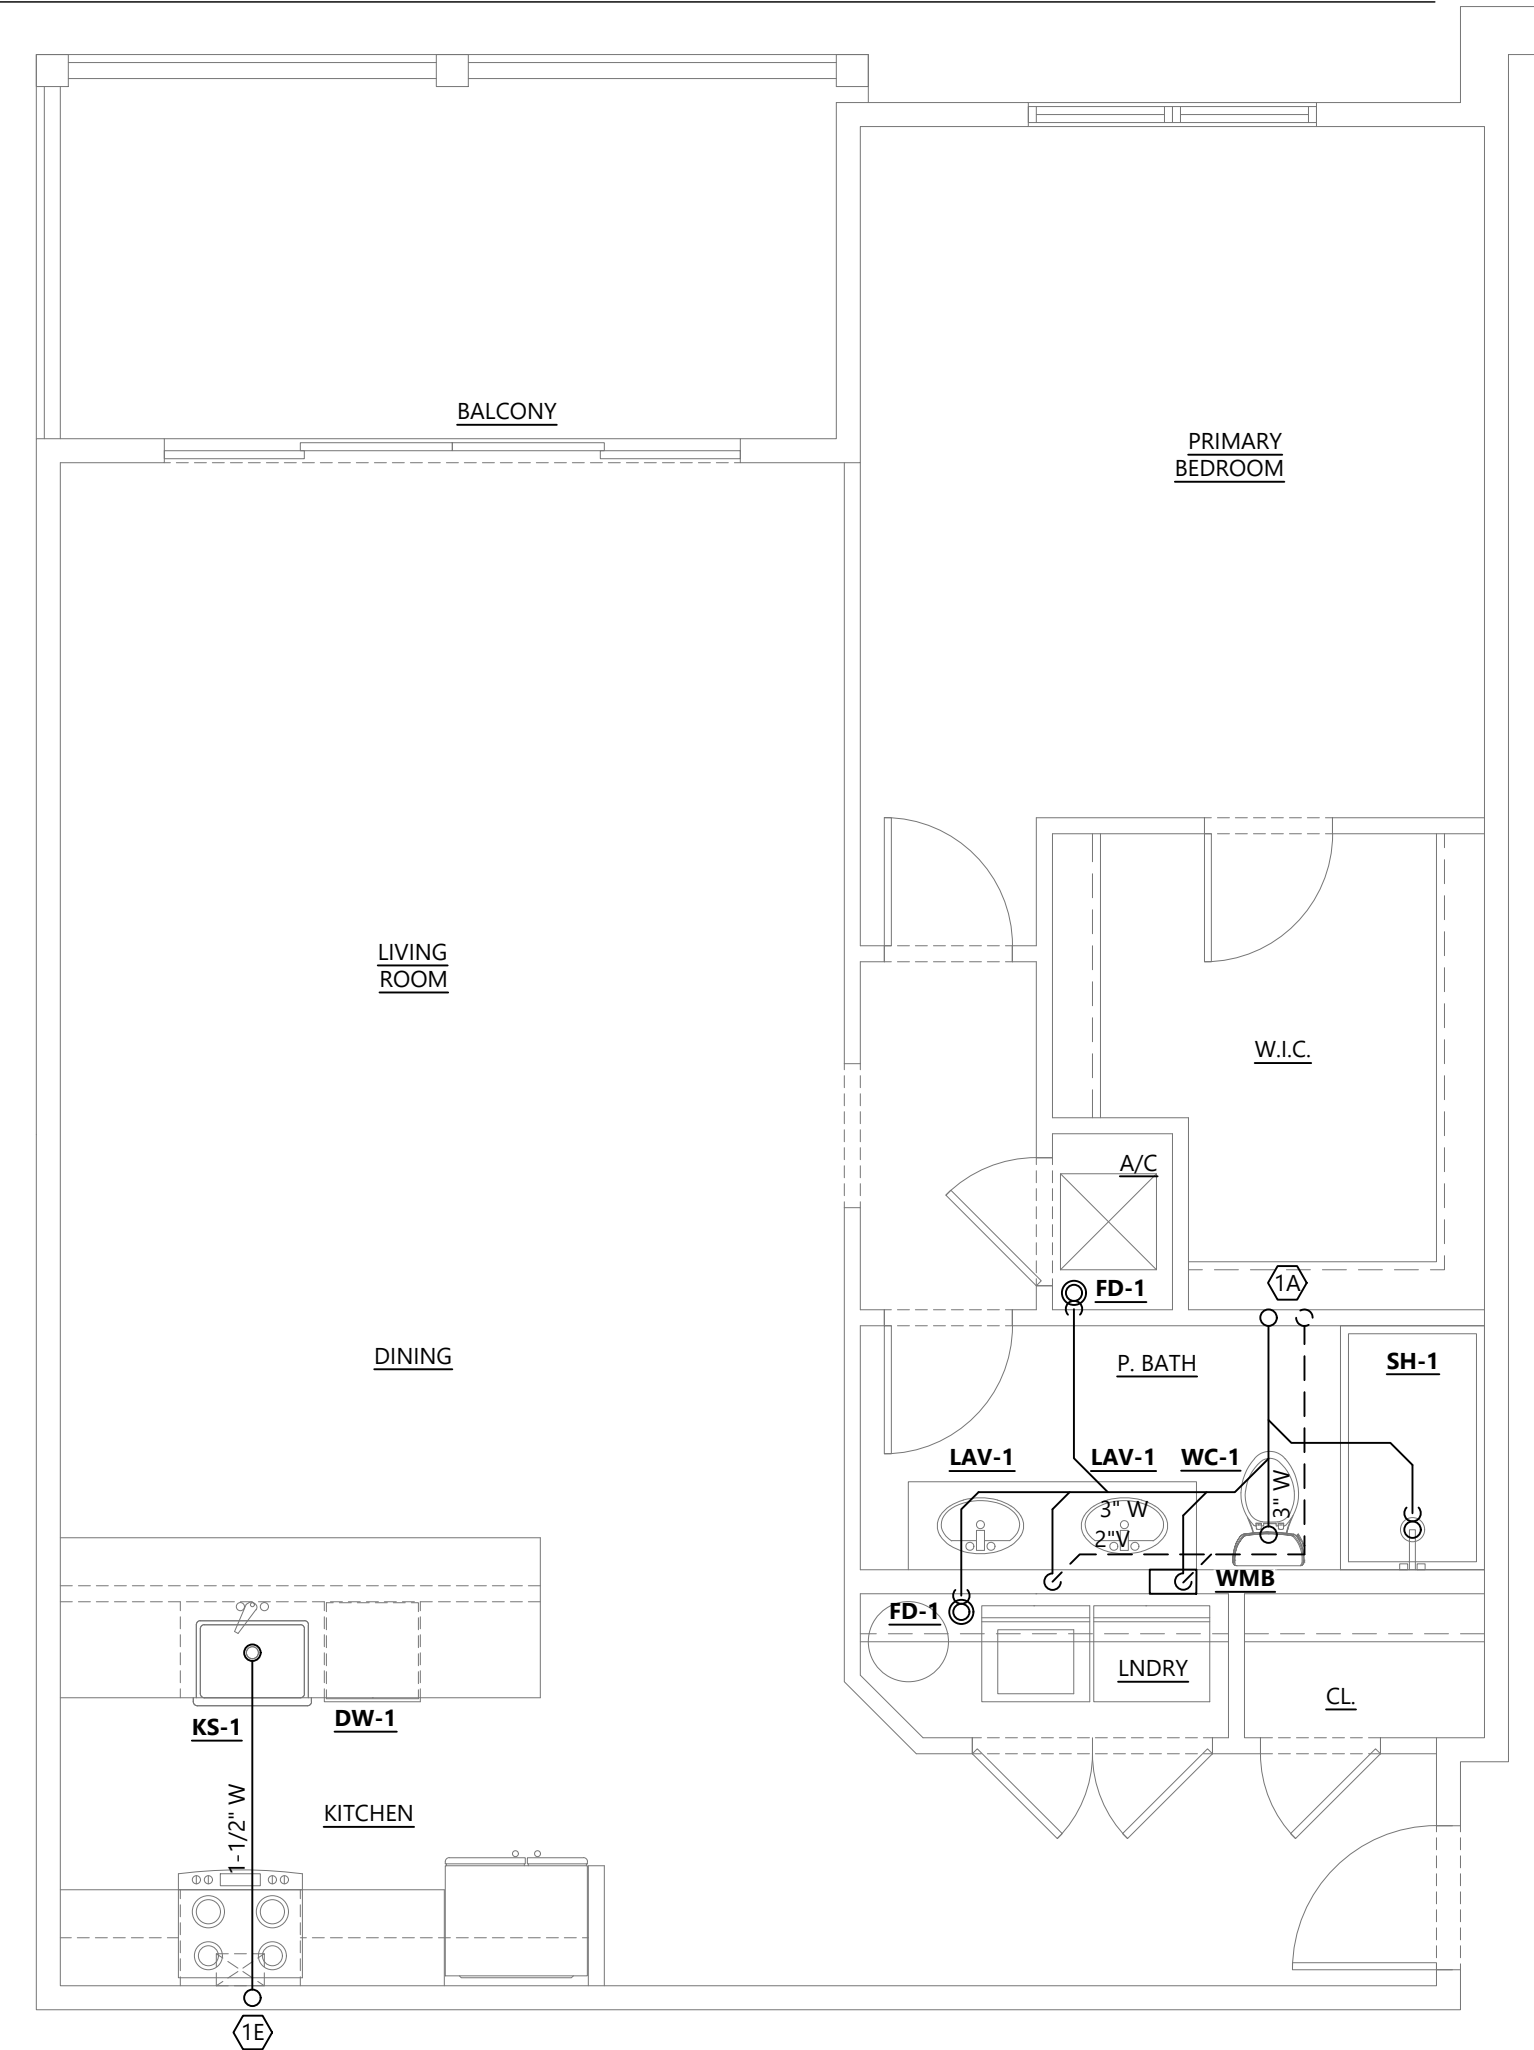 BALCONY
PRIMARY
BEDROOM
LIVING
ROOM
W.I.C.
A/C
1A
FD-1
DINING
P. BATH
SH-1
LAV-1
LAV-1
WC-1
3" W
3" W
2"V
WMB
FD-1
LNDRY
CL.
KS-1
DW-1
1-1/2" W
KITCHEN
1E